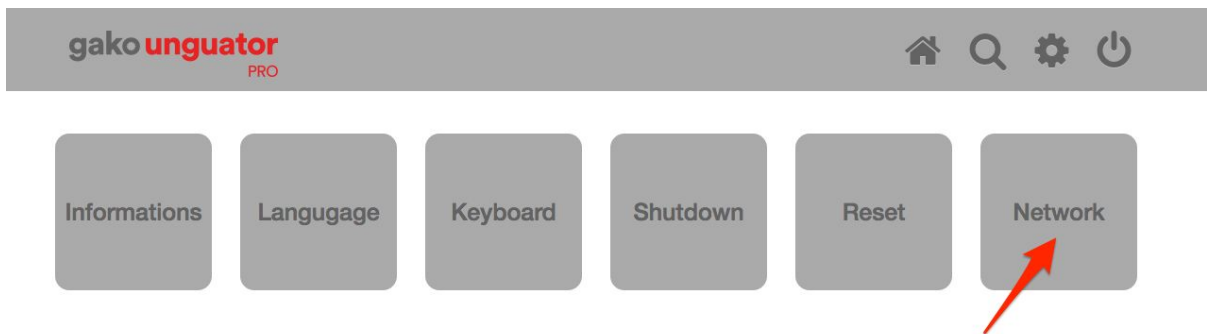 gako unguator
PRO
Informations Langugage Keyboard Shutdown Reset Network